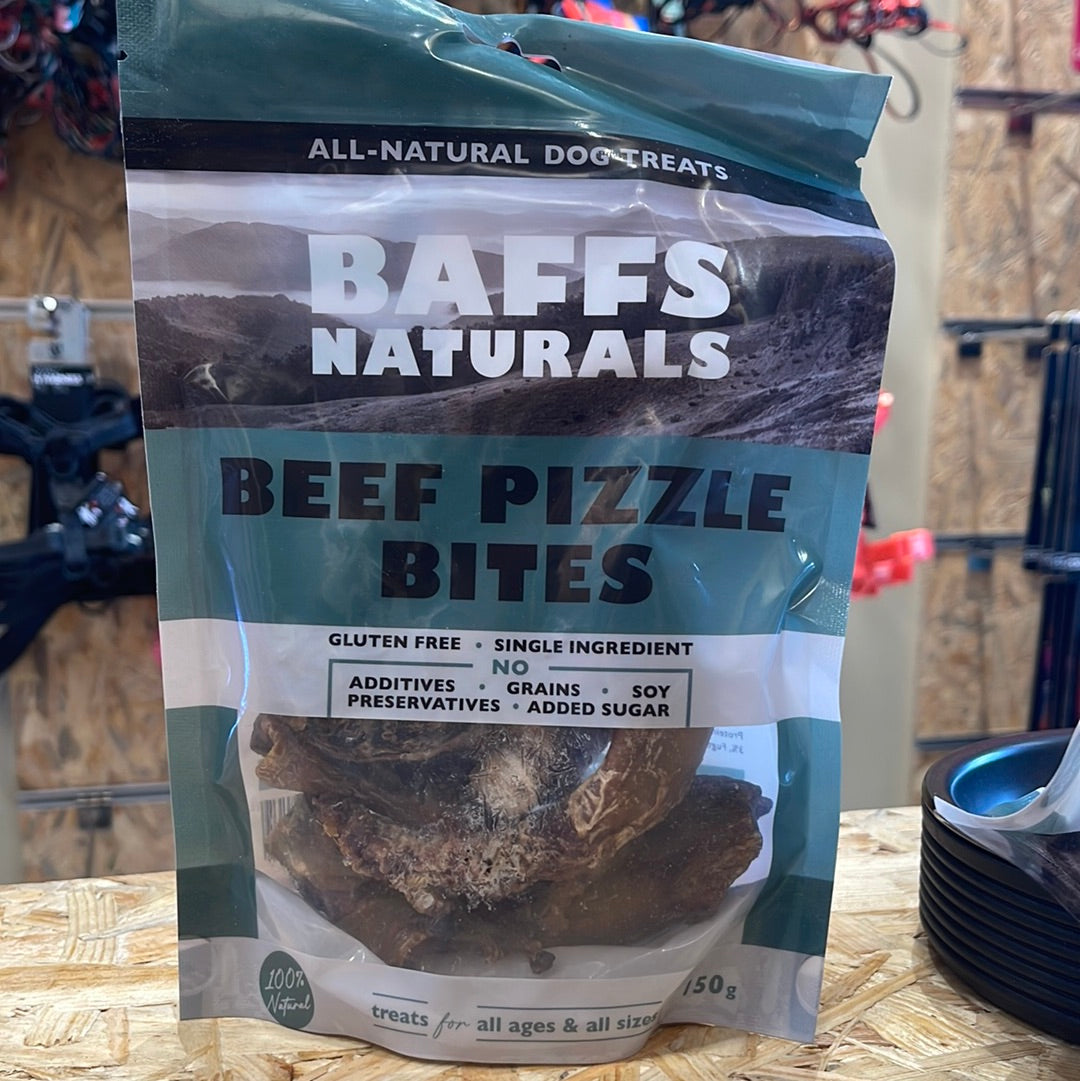 ALL-NATURAL DOG TREATS
BAFFS
NATURALS
BEEF PIZZLE
BITES
GLUTEN FREE • SINGLE INGREDIENT
NO
ADDITIVES • GRAINS • SOY
PRESERVATIVES • ADDED SUGAR
100%
Natural
150g
treats for all ages & all sizes